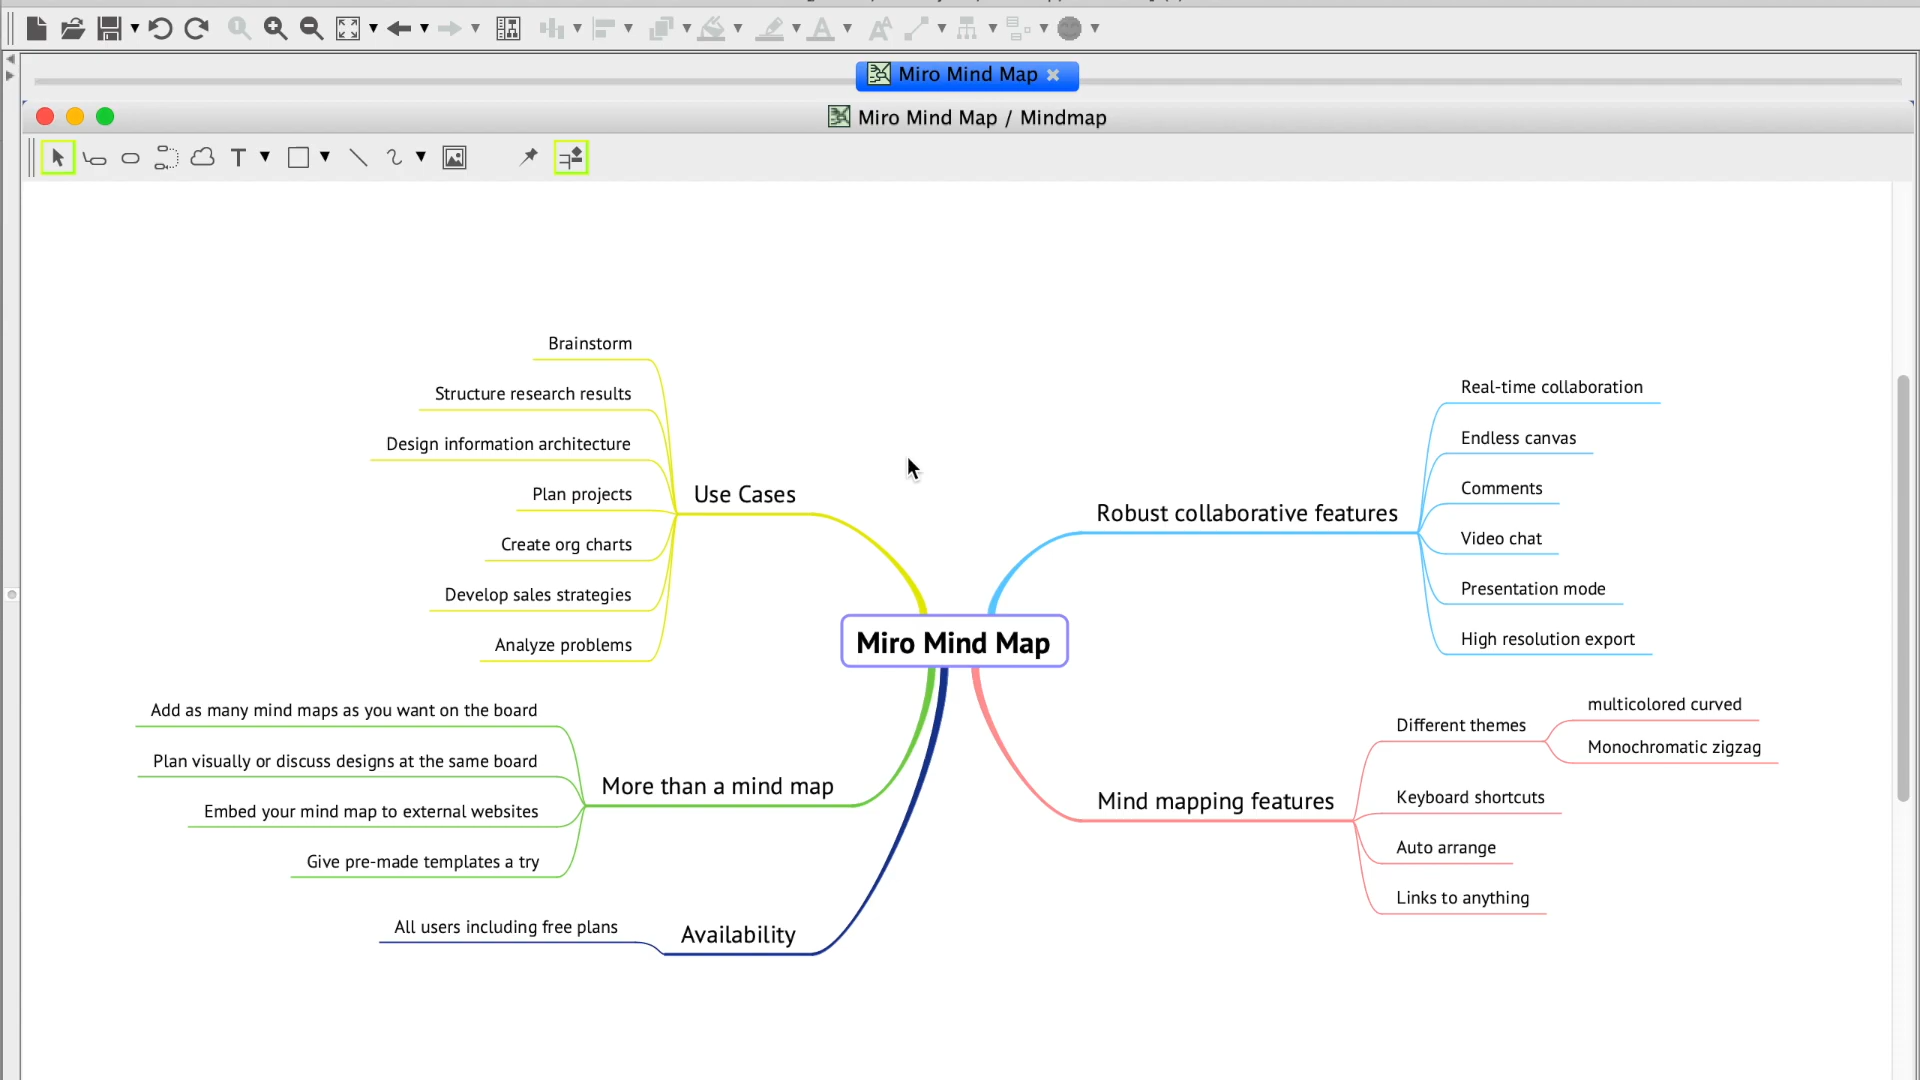 Miro Mind Map
Miro Mind Map / Mindmap
Brainstorm
Structure research results
Design information architecture
Plan projects
Create org charts
Develop sales strategies
Analyze problems
Use Cases
Real-time collaboration
Endless canvas
Comments
Video chat
Presentation mode
High resolution export
Robust collaborative features
Miro Mind Map
Add as many mind maps as you want on the board
Plan visually or discuss designs at the same board
Embed your mind map to external websites
Give pre-made templates a try
More than a mind map
All users including free plans
Availability
Mind mapping features
Different themes
multicolored curved
Monochromatic zigzag
Keyboard shortcuts
Auto arrange
Links to anything